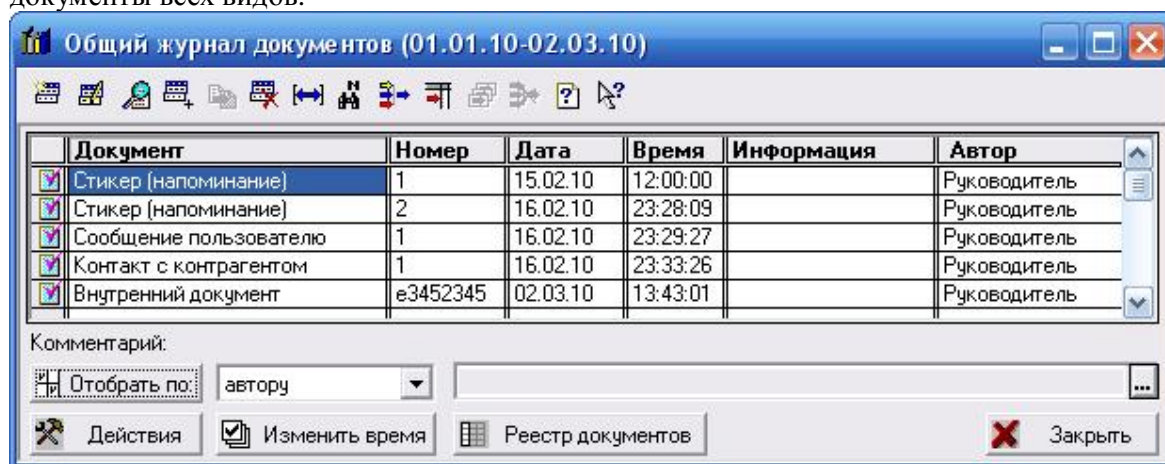 документы всех видов.
Общий журнал документов (01.01.10-02.03.10)
Документ Номер Дата Время Информация Автор
Стикер (напоминание) 1 15.02.10 12:00:00 Руководитель
Стикер (напоминание) 2 16.02.10 23:28:09 Руководитель
Сообщение пользователю 1 16.02.10 23:29:27 Руководитель
Контакт с контрагентом 1 16.02.10 23:33:26 Руководитель
Внутренний документ е3452345 02.03.10 13:43:01 Руководитель
Комментарий:
Отобрать по: автору ...
Действия Изменить время Реестр документов Закрыть